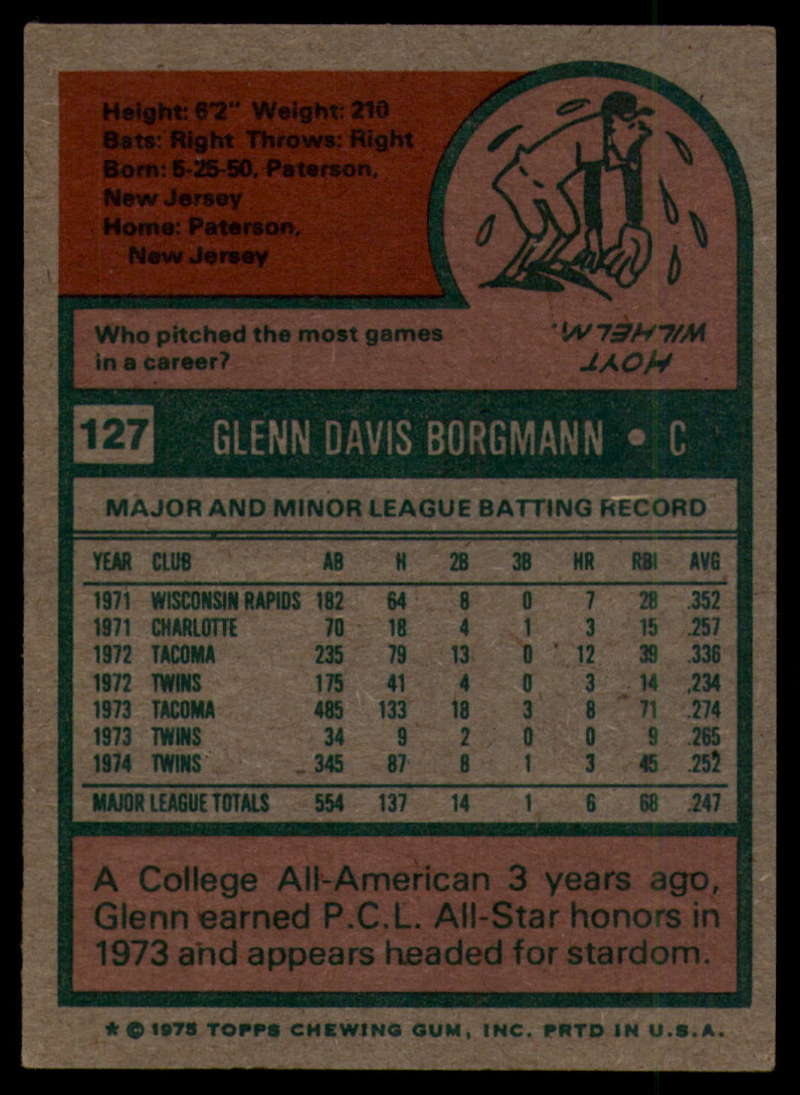 Height: 6'2" Weight: 210
Bats: Right Throws: Right
Born: 5-25-50, Paterson,
New Jersey
Home: Paterson,
New Jersey
Who pitched the most games
in a career?
HOYT
WILHELM.
127 GLENN DAVIS BORGMANN • C
MAJOR AND MINOR LEAGUE BATTING RECORD
YEAR CLUB AB H 2B 3B HR RBI AVG
1971 WISCONSIN RAPIDS 182 64 8 0 7 28 .352
1971 CHARLOTTE 70 18 4 1 3 15 .257
1972 TACOMA 235 79 13 0 12 39 .336
1972 TWINS 175 41 4 0 3 14 .234
1973 TACOMA 485 133 18 3 8 71 .274
1973 TWINS 34 9 2 0 0 9 .265
1974 TWINS 345 87 8 1 3 45 .252
MAJOR LEAGUE TOTALS 554 137 14 1 6 68 .247
A College All-American 3 years ago,
Glenn earned P.C.L. All-Star honors in
1973 and appears headed for stardom.
* © 1975 TOPPS CHEWING GUM, INC. PRTD IN U.S.A.